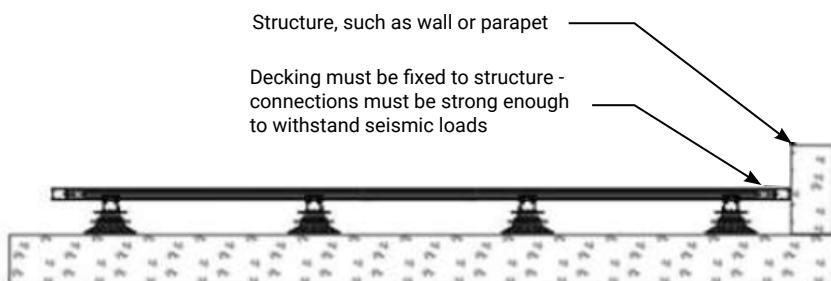 Structure, such as wall or parapet
Decking must be fixed to structure -
connections must be strong enough
to withstand seismic loads